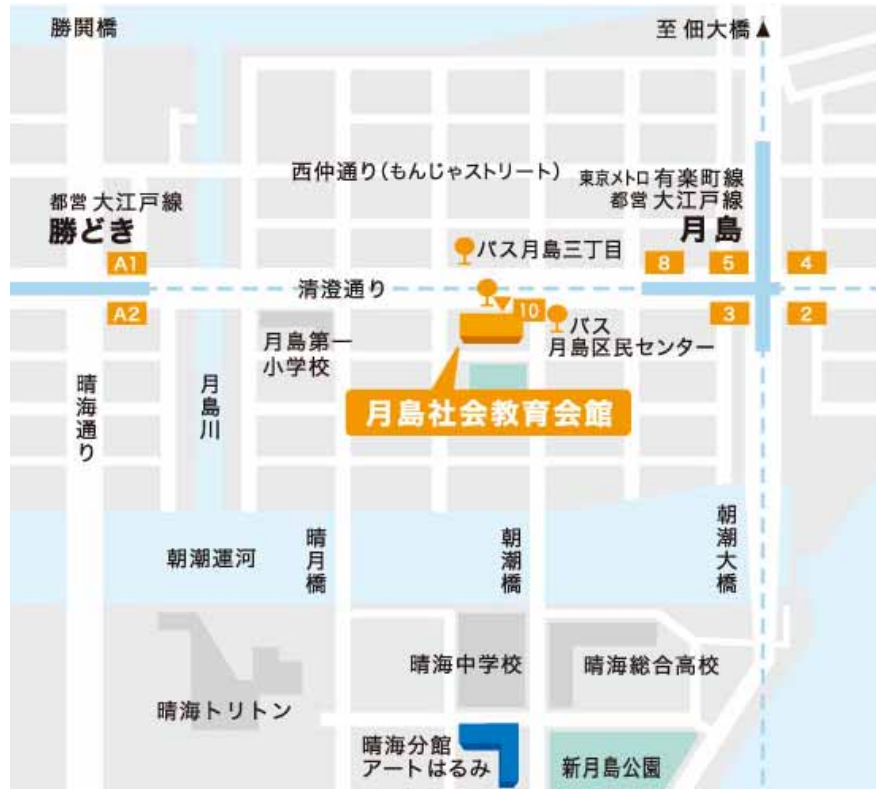 勝閧橋
至 佃大橋▲
西仲通り(もんじゃストリート)
東京メトロ 有楽町線
都営 大江戸線
月島
都営 大江戸線
勝どき
バス月島三丁目
A1
8
5
4
清澄通り
A2
10
3
2
バス
月島区民センター
月島第一
小学校
晴海通り
月島川
月島社会教育会館
朝潮運河
晴月橋
朝潮橋
朝潮大橋
晴海中学校
晴海総合高校
晴海トリトン
晴海分館
アートはるみ
新月島公園